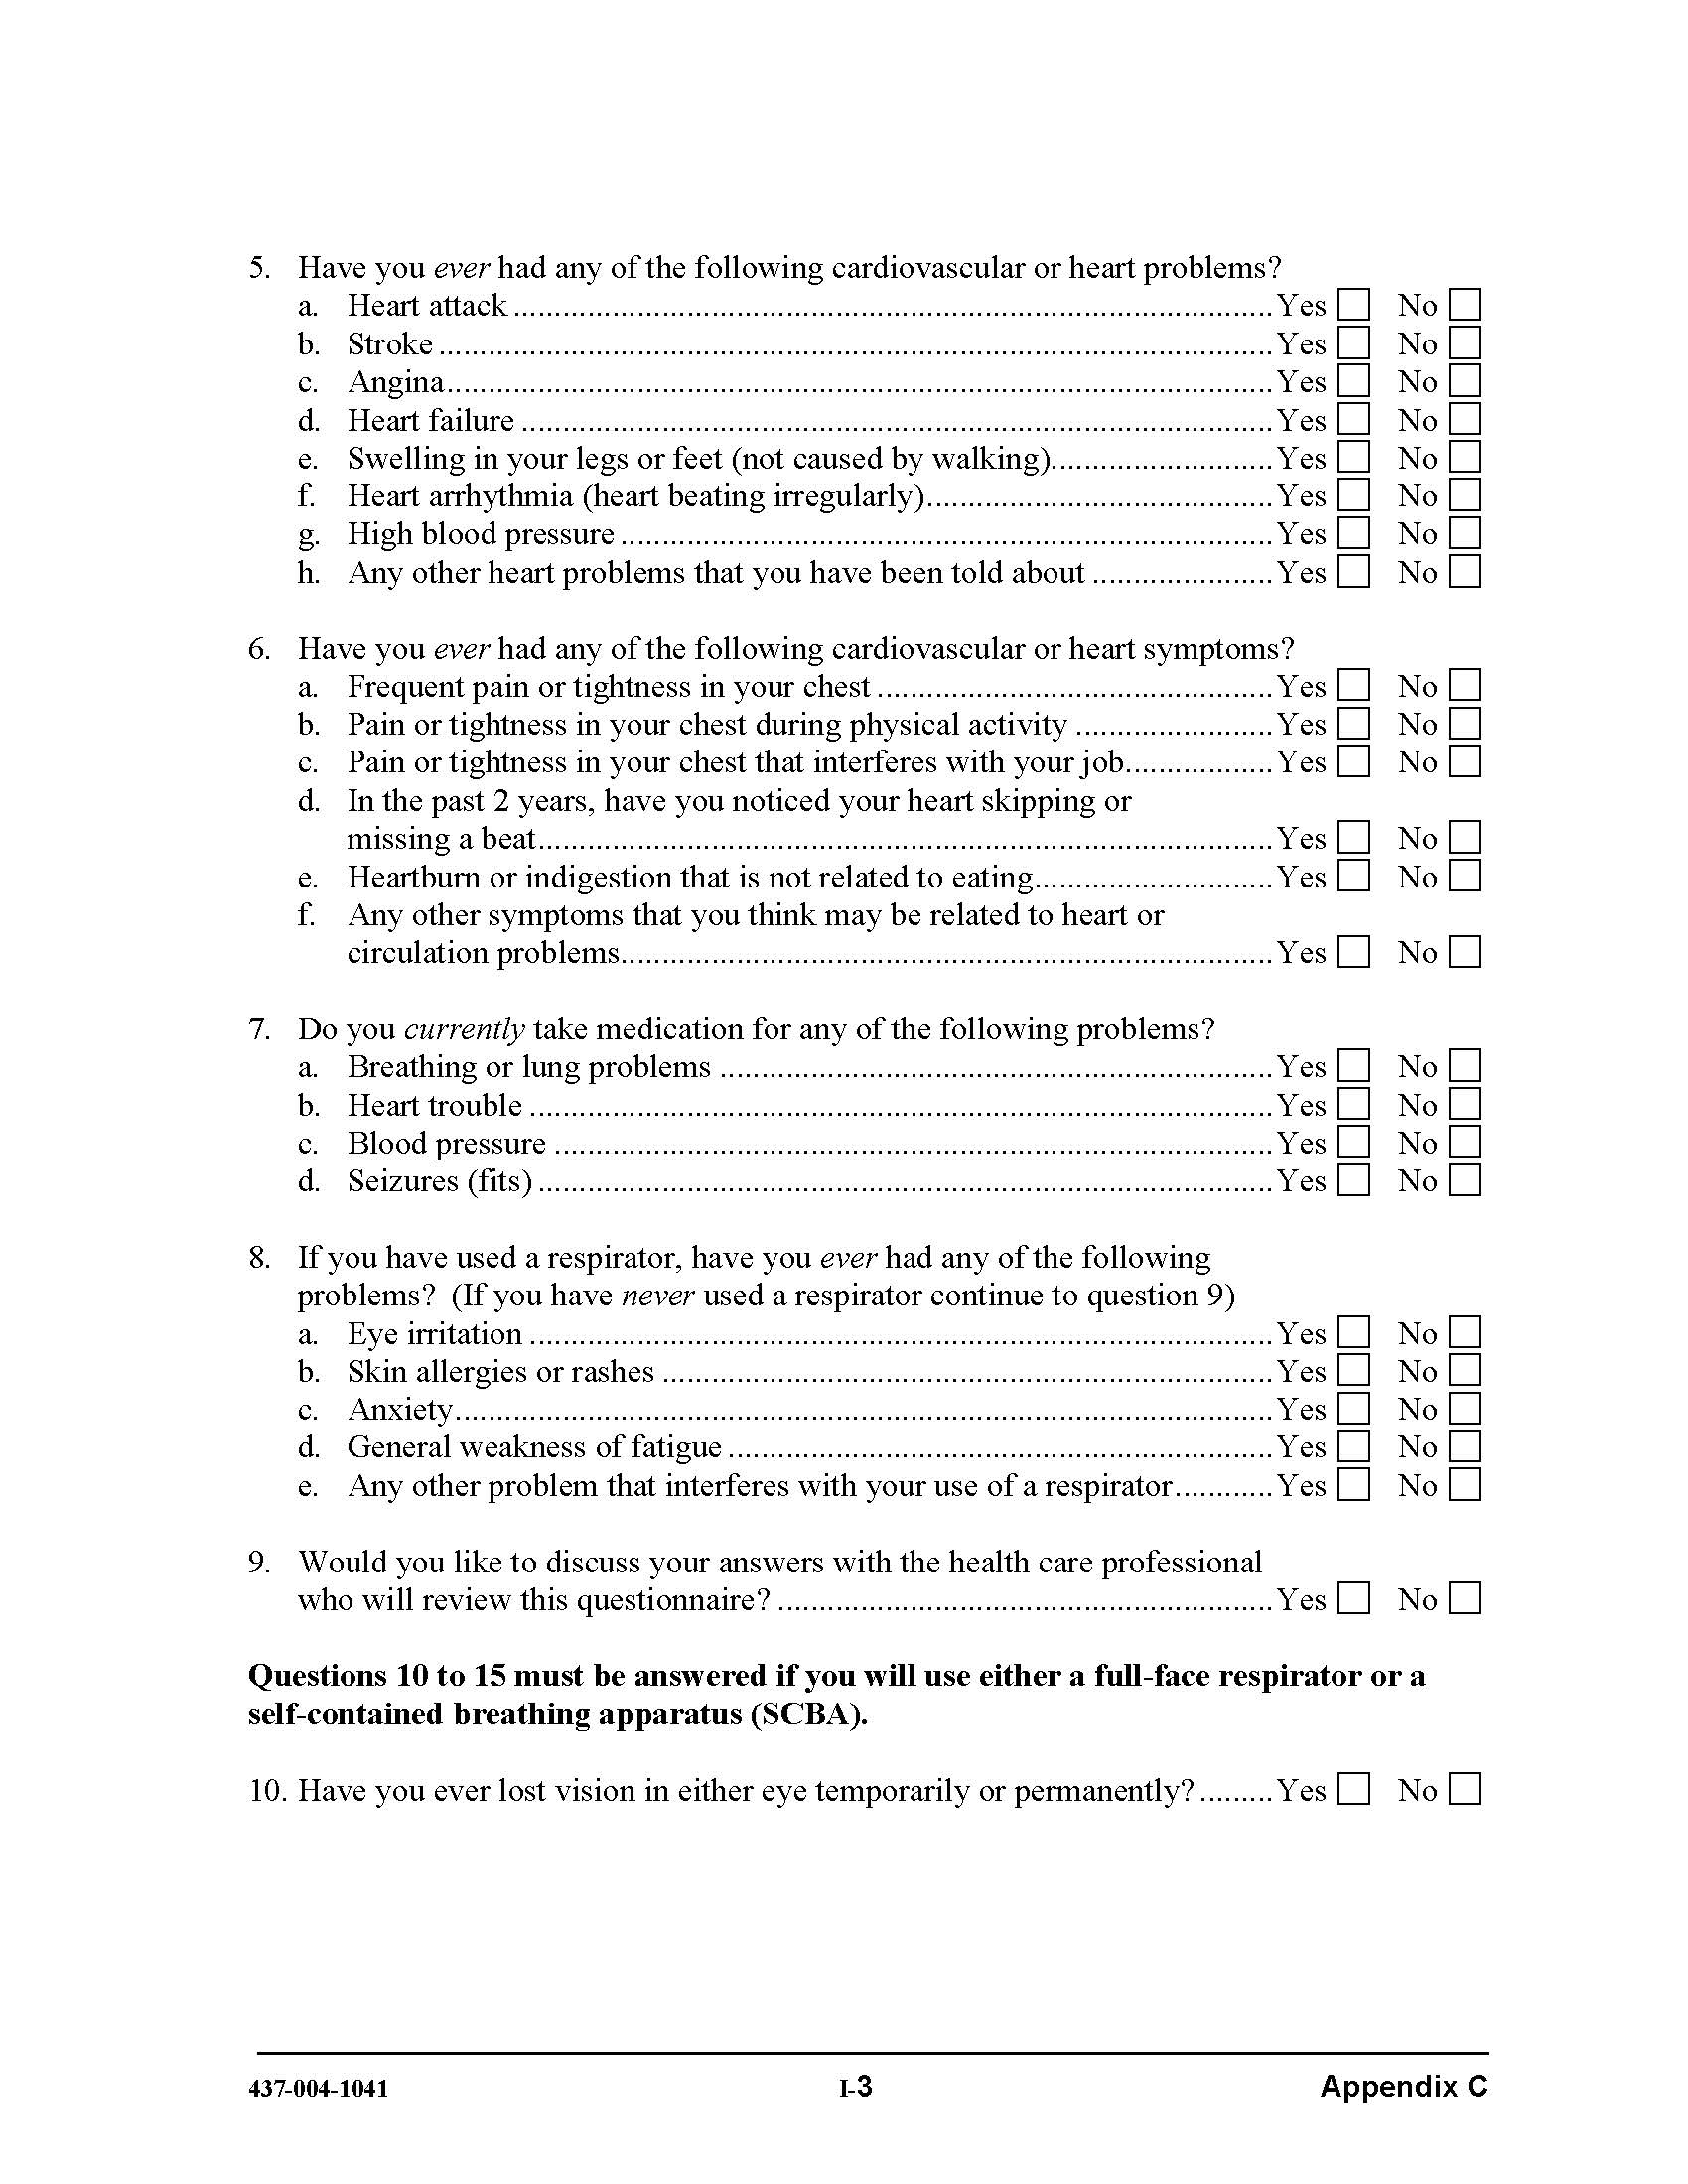 5. Have you ever had any of the following cardiovascular or heart problems?
a. Heart attack ........ Yes ☐ No ☐
b. Stroke ........ Yes ☐ No ☐
c. Angina ........ Yes ☐ No ☐
d. Heart failure ........ Yes ☐ No ☐
e. Swelling in your legs or feet (not caused by walking)........ Yes ☐ No ☐
f. Heart arrhythmia (heart beating irregularly)........ Yes ☐ No ☐
g. High blood pressure ........ Yes ☐ No ☐
h. Any other heart problems that you have been told about ........ Yes ☐ No ☐
6. Have you ever had any of the following cardiovascular or heart symptoms?
a. Frequent pain or tightness in your chest ........ Yes ☐ No ☐
b. Pain or tightness in your chest during physical activity ........ Yes ☐ No ☐
c. Pain or tightness in your chest that interferes with your job........ Yes ☐ No ☐
d. In the past 2 years, have you noticed your heart skipping or
missing a beat........ Yes ☐ No ☐
e. Heartburn or indigestion that is not related to eating........ Yes ☐ No ☐
f. Any other symptoms that you think may be related to heart or
circulation problems........ Yes ☐ No ☐
7. Do you currently take medication for any of the following problems?
a. Breathing or lung problems ........ Yes ☐ No ☐
b. Heart trouble ........ Yes ☐ No ☐
c. Blood pressure ........ Yes ☐ No ☐
d. Seizures (fits) ........ Yes ☐ No ☐
8. If you have used a respirator, have you ever had any of the following
problems? (If you have never used a respirator continue to question 9)
a. Eye irritation ........ Yes ☐ No ☐
b. Skin allergies or rashes ........ Yes ☐ No ☐
c. Anxiety........ Yes ☐ No ☐
d. General weakness of fatigue ........ Yes ☐ No ☐
e. Any other problem that interferes with your use of a respirator........ Yes ☐ No ☐
9. Would you like to discuss your answers with the health care professional
who will review this questionnaire? ........ Yes ☐ No ☐
Questions 10 to 15 must be answered if you will use either a full-face respirator or a
self-contained breathing apparatus (SCBA).
10. Have you ever lost vision in either eye temporarily or permanently?........ Yes ☐ No ☐
437-004-1041 I-3 Appendix C